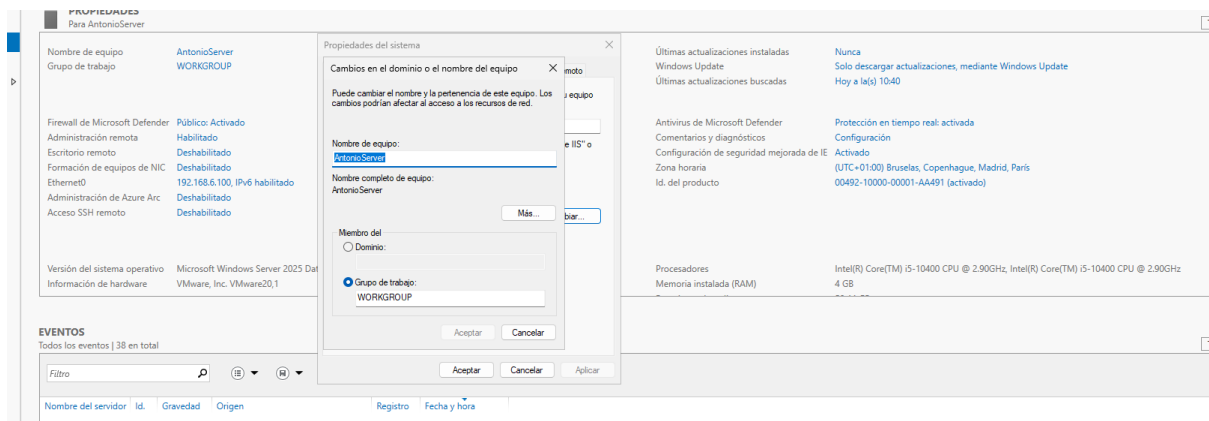 PROPIEDADES
Para AntonioServer
Nombre de equipo AntonioServer
Grupo de trabajo WORKGROUP
Firewall de Microsoft Defender Público: Activado
Administración remota Habilitado
Escritorio remoto Deshabilitado
Formación de equipos de NIC Deshabilitado
Ethernet0 192.168.6.100, IPv6 habilitado
Administración de Azure Arc Deshabilitado
Acceso SSH remoto Deshabilitado
Versión del sistema operativo Microsoft Windows Server 2025 Dat
Información de hardware VMware, Inc. VMware20,1
Propiedades del sistema
emoto
u equipo
e IIS" o
biar...
Aceptar Cancelar Aplicar
Cambios en el dominio o el nombre del equipo
Puede cambiar el nombre y la pertenencia de este equipo. Los
cambios podrían afectar al acceso a los recursos de red.
Nombre de equipo:
AntonioServer
Nombre completo de equipo:
AntonioServer
Más...
Miembro del
Dominio:
Grupo de trabajo:
WORKGROUP
Aceptar Cancelar
Últimas actualizaciones instaladas Nunca
Windows Update Solo descargar actualizaciones, mediante Windows Update
Últimas actualizaciones buscadas Hoy a la(s) 10:40
Antivirus de Microsoft Defender Protección en tiempo real: activada
Comentarios y diagnósticos Configuración
Configuración de seguridad mejorada de IE Activado
Zona horaria (UTC+01:00) Bruselas, Copenhague, Madrid, París
Id. del producto 00492-10000-00001-AA491 (activado)
Procesadores Intel(R) Core(TM) i5-10400 CPU @ 2.90GHz, Intel(R) Core(TM) i5-10400 CPU @ 2.90GHz
Memoria instalada (RAM) 4 GB
EVENTOS
Todos los eventos | 38 en total
Filtro
Nombre del servidor Id. Gravedad Origen Registro Fecha y hora